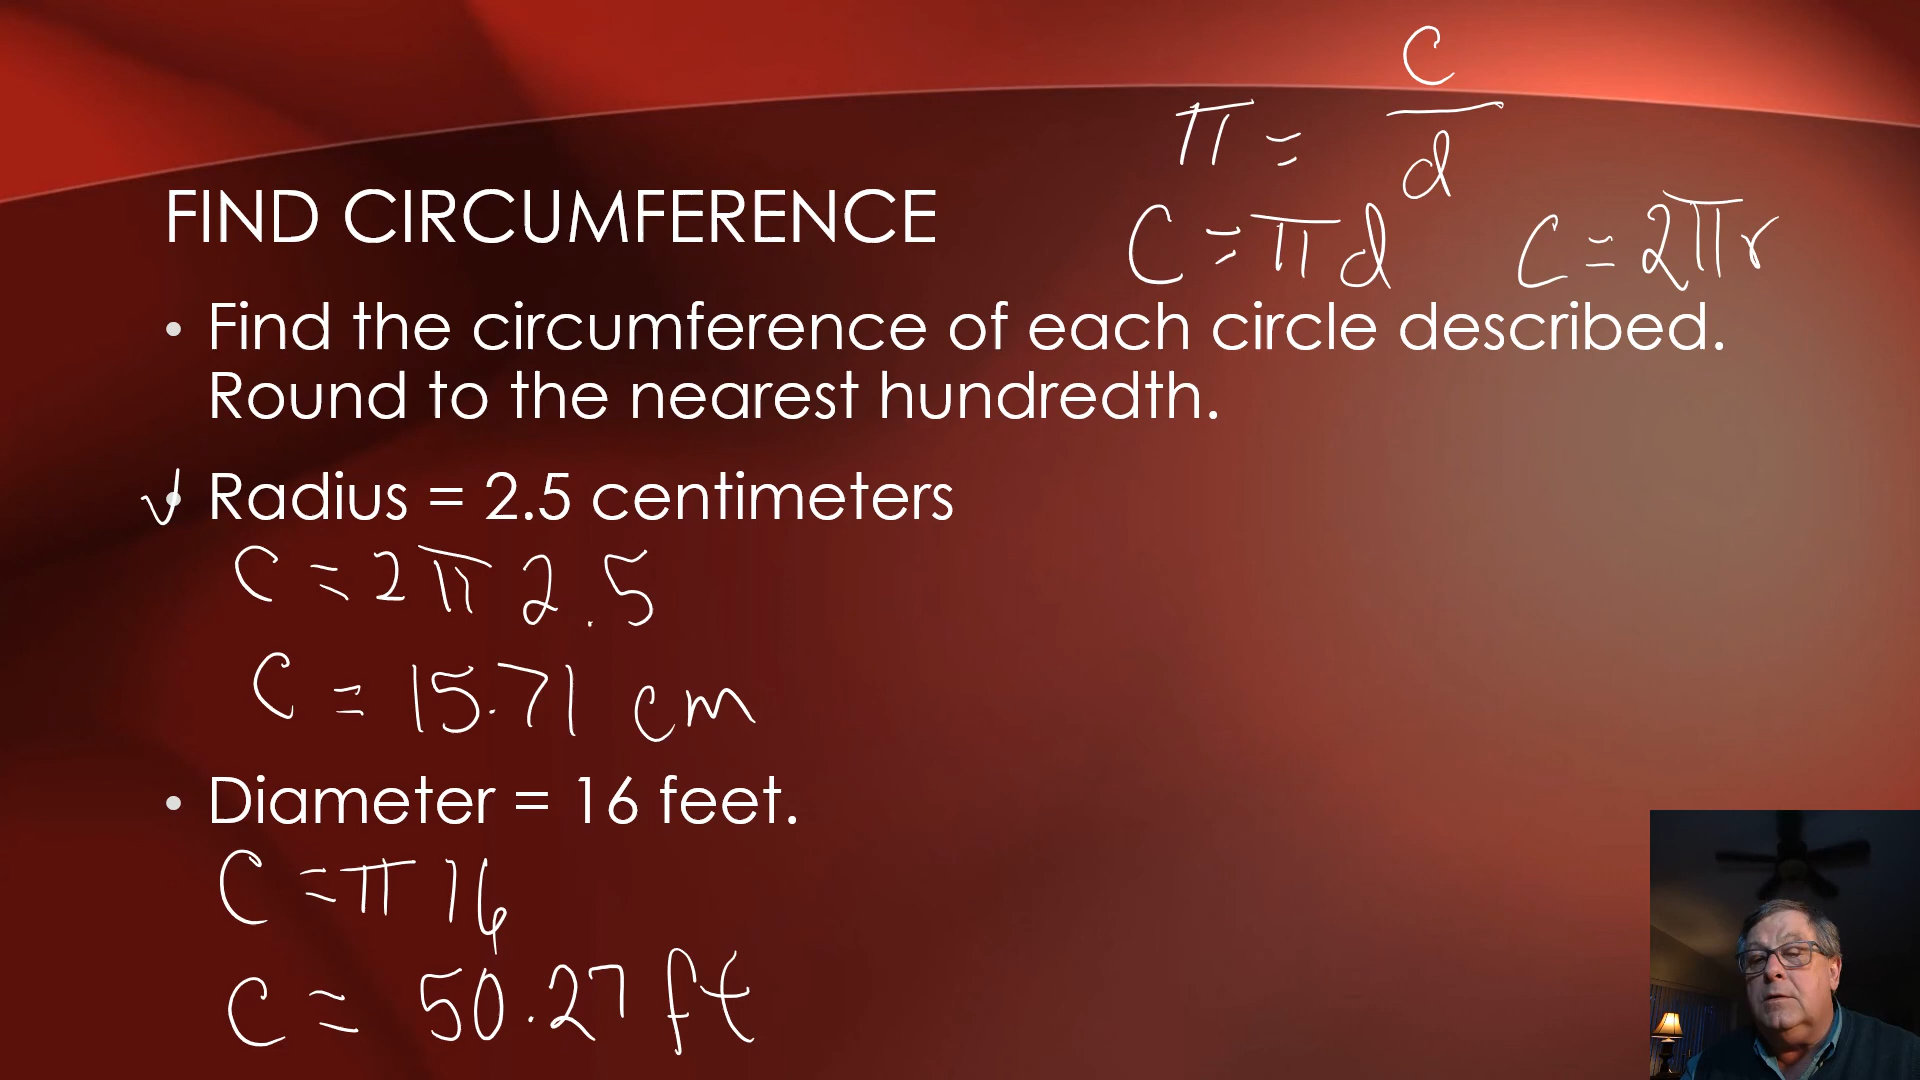 π = c/d
FIND CIRCUMFERENCE
C = πd C = 2πr
• Find the circumference of each circle described.
Round to the nearest hundredth.
✓• Radius = 2.5 centimeters
C = 2π 2.5
C = 15.71 cm
• Diameter = 16 feet.
C = π 16
C = 50.27 ft